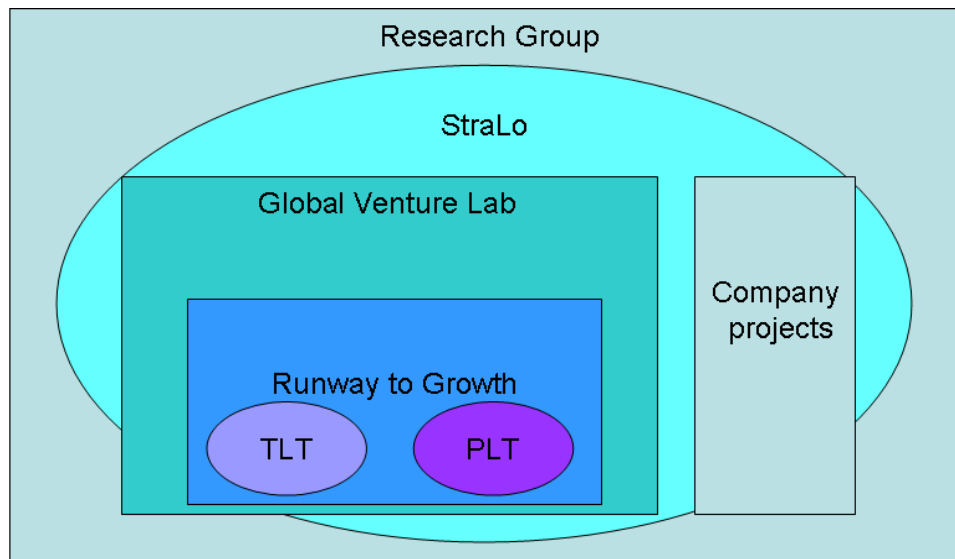 Research Group
StraLo
Global Venture Lab
Company
projects
Runway to Growth
TLT
PLT